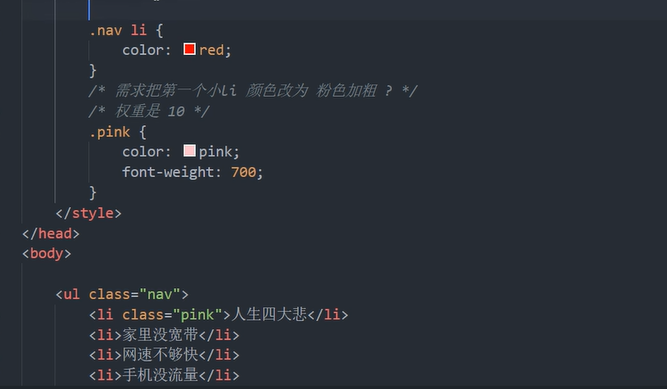 .nav li {
color: red;
}
/* 需求把第一个小li 颜色改为 粉色加粗 ? */
/* 权重是 10 */
.pink {
color: pink;
font-weight: 700;
}
</style>
</head>
<body>
<ul class="nav">
<li class="pink">人生四大悲</li>
<li>家里没宽带</li>
<li>网速不够快</li>
<li>手机没流量</li>